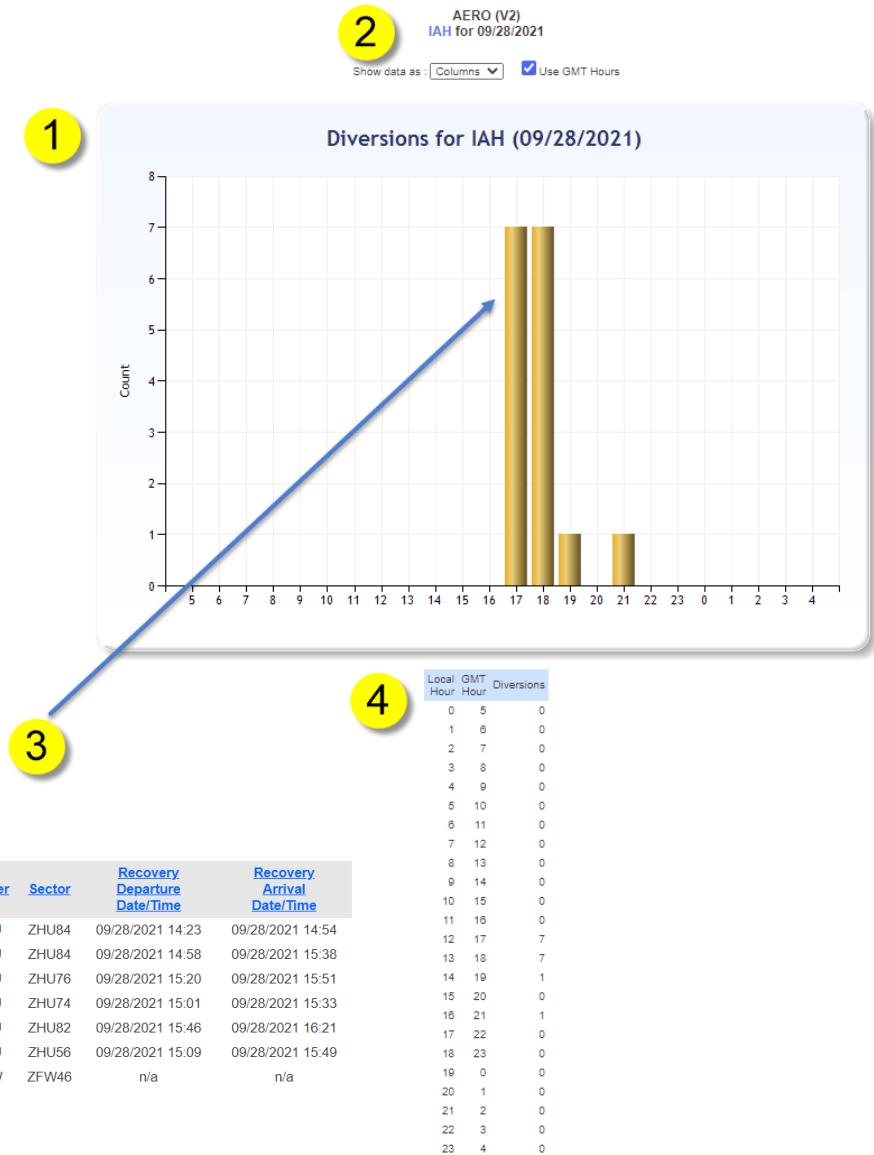 AERO (V2)
IAH for 09/28/2021
2
Show data as : Columns Use GMT Hours
1
Diversions for IAH (09/28/2021)
8
7
6
5
4
3
2
1
0
Count
5 6 7 8 9 10 11 12 13 14 15 16 17 18 19 20 21 22 23 0 1 2 3 4
3
4
Local Hour GMT Hour Diversions
0 5 0
1 6 0
2 7 0
3 8 0
4 9 0
5 10 0
6 11 0
7 12 0
8 13 0
9 14 0
10 15 0
11 16 0
12 17 7
13 18 7
14 19 1
15 20 0
16 21 1
17 22 0
18 23 0
19 0 0
20 1 0
21 2 0
22 3 0
23 4 0
Sector Recovery Departure Date/Time Recovery Arrival Date/Time
ZHU84 09/28/2021 14:23 09/28/2021 14:54
ZHU84 09/28/2021 14:58 09/28/2021 15:38
ZHU76 09/28/2021 15:20 09/28/2021 15:51
ZHU74 09/28/2021 15:01 09/28/2021 15:33
ZHU82 09/28/2021 15:46 09/28/2021 16:21
ZHU56 09/28/2021 15:09 09/28/2021 15:49
ZFW46 n/a n/a